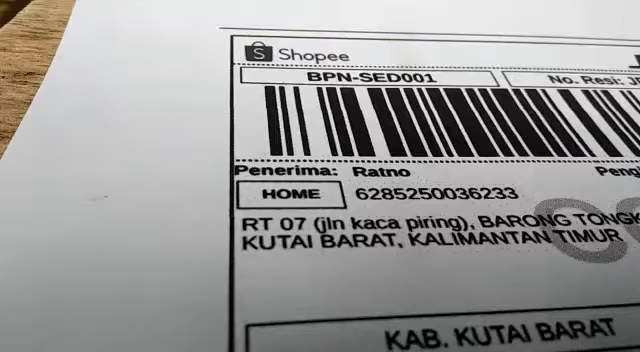 Shopee
BPN-SED001
No. Resi:
Penerima: Ratno
HOME
6285250036233
RT 07 (jln kaca piring), BARONG TONGK
KUTAI BARAT, KALIMANTAN TIMUR
KAB. KUTAI BARAT